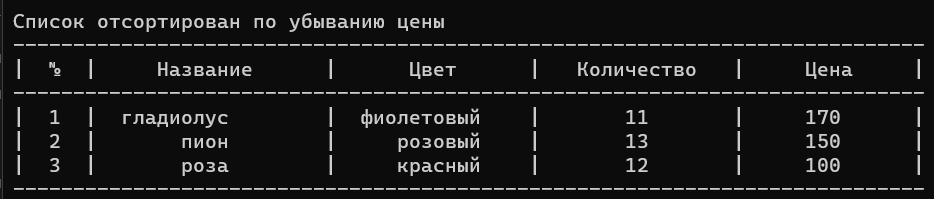 Список отсортирован по убыванию цены
----------------------------------------------------------------------------
|  №  |     Название      |      Цвет      |   Количество   |     Цена     |
----------------------------------------------------------------------------
|  1  |  гладиолус        |  фиолетовый    |       11       |     170      |
|  2  |       пион        |     розовый    |       13       |     150      |
|  3  |       роза        |     красный    |       12       |     100      |
----------------------------------------------------------------------------